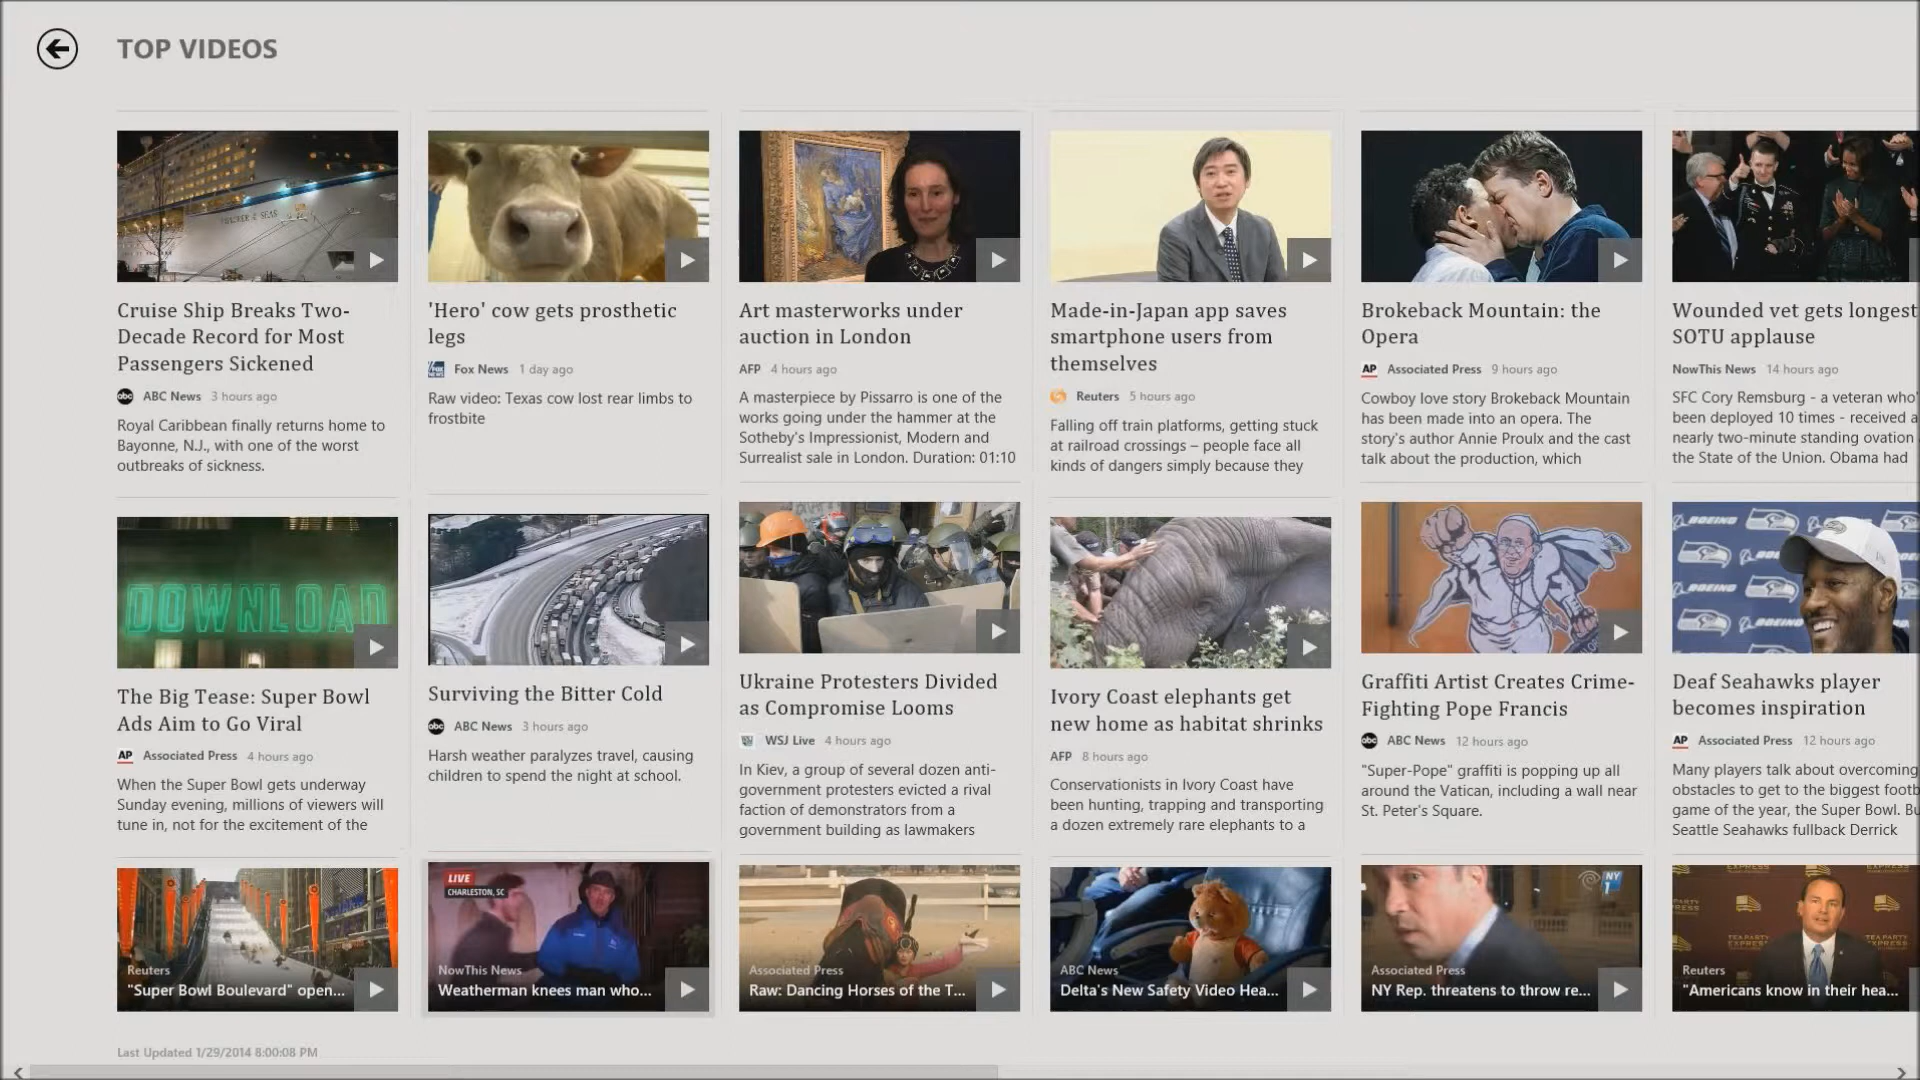 TOP VIDEOS
Cruise Ship Breaks Two-
Decade Record for Most
Passengers Sickened
abc ABC News 3 hours ago
Royal Caribbean finally returns home to
Bayonne, N.J., with one of the worst
outbreaks of sickness.
'Hero' cow gets prosthetic
legs
Fox News 1 day ago
Raw video: Texas cow lost rear limbs to
frostbite
Art masterworks under
auction in London
AFP 4 hours ago
A masterpiece by Pissarro is one of the
works going under the hammer at the
Sotheby's Impressionist, Modern and
Surrealist sale in London. Duration: 01:10
Made-in-Japan app saves
smartphone users from
themselves
Reuters 5 hours ago
Falling off train platforms, getting stuck
at railroad crossings – people face all
kinds of dangers simply because they
Brokeback Mountain: the
Opera
AP Associated Press 9 hours ago
Cowboy love story Brokeback Mountain
has been made into an opera. The
story's author Annie Proulx and the cast
talk about the production, which
Wounded vet gets longest
SOTU applause
NowThis News 14 hours ago
SFC Cory Remsburg - a veteran who'
been deployed 10 times - received a
nearly two-minute standing ovation
the State of the Union. Obama had
DOWNLOAD
The Big Tease: Super Bowl
Ads Aim to Go Viral
AP Associated Press 4 hours ago
When the Super Bowl gets underway
Sunday evening, millions of viewers will
tune in, not for the excitement of the
Surviving the Bitter Cold
abc ABC News 3 hours ago
Harsh weather paralyzes travel, causing
children to spend the night at school.
Ukraine Protesters Divided
as Compromise Looms
WSJ Live 4 hours ago
In Kiev, a group of several dozen anti-
government protesters evicted a rival
faction of demonstrators from a
government building as lawmakers
Ivory Coast elephants get
new home as habitat shrinks
AFP 8 hours ago
Conservationists in Ivory Coast have
been hunting, trapping and transporting
a dozen extremely rare elephants to a
Graffiti Artist Creates Crime-
Fighting Pope Francis
abc ABC News 12 hours ago
"Super-Pope" graffiti is popping up all
around the Vatican, including a wall near
St. Peter's Square.
BOEING
BOEING
Deaf Seahawks player
becomes inspiration
AP Associated Press 12 hours ago
Many players talk about overcoming
obstacles to get to the biggest footb
game of the year, the Super Bowl. Bu
Seattle Seahawks fullback Derrick
Reuters
"Super Bowl Boulevard" open...
LIVE
CHARLESTON, SC
NowThis News
Weatherman knees man who...
Associated Press
Raw: Dancing Horses of the T...
ABC News
Delta's New Safety Video Hea...
NY
1
Associated Press
NY Rep. threatens to throw re...
TEA PARTY
EXPRESS
Reuters
"Americans know in their hea...
Last Updated 1/29/2014 8:00:08 PM